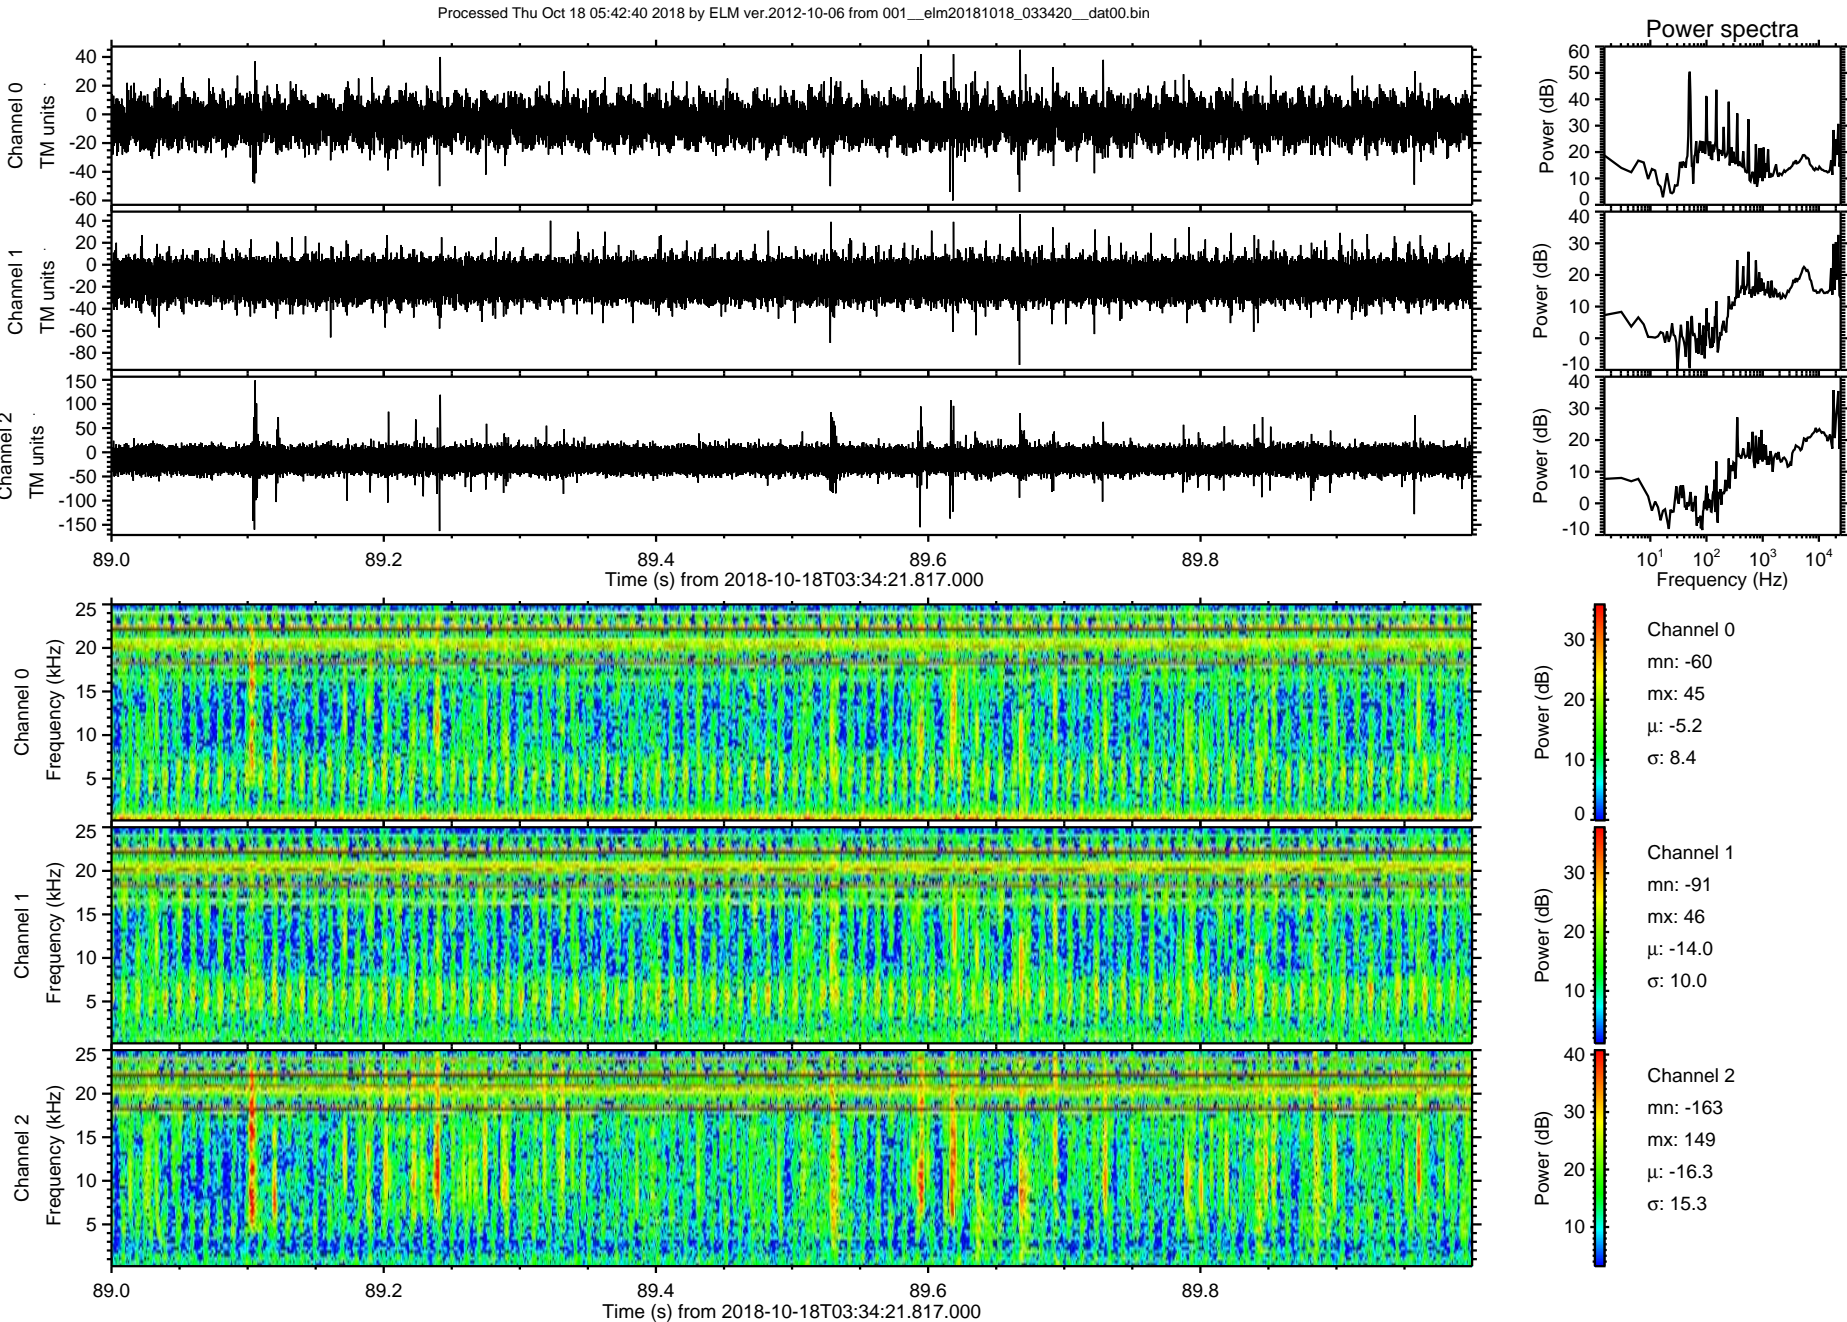 Processed Thu Oct 18 05:42:40 2018 by ELM ver.2012-10-06 from 001__elm20181018_033420__dat00.bin
Power spectra
Channel 0
TM units
40
20
0
-20
-40
-60
Power (dB)
60
50
40
30
20
10
0
Channel 1
TM units
40
20
0
-20
-40
-60
-80
Power (dB)
40
30
20
10
0
-10
Channel 2
TM units
150
100
50
0
-50
-100
-150
Power (dB)
40
30
20
10
0
-10
89.0 89.2 89.4 89.6 89.8
Time (s) from 2018-10-18T03:34:21.817.000
10^1 10^2 10^3 10^4
Frequency (Hz)
Channel 0
Frequency (kHz)
25
20
15
10
5
Power (dB)
30
20
10
0
Channel 0
mn: -60
mx: 45
μ: -5.2
σ: 8.4
Channel 1
Frequency (kHz)
25
20
15
10
5
Power (dB)
30
20
10
Channel 1
mn: -91
mx: 46
μ: -14.0
σ: 10.0
Channel 2
Frequency (kHz)
25
20
15
10
5
Power (dB)
40
30
20
10
Channel 2
mn: -163
mx: 149
μ: -16.3
σ: 15.3
89.0 89.2 89.4 89.6 89.8
Time (s) from 2018-10-18T03:34:21.817.000